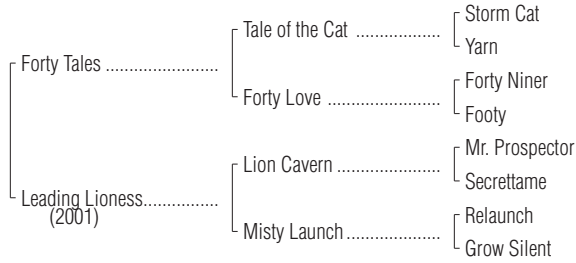 Storm Cat
Tale of the Cat ..................
Yarn
Forty Tales ........................
Forty Niner
Forty Love ........................
Footy
Mr. Prospector
Lion Cavern ......................
Secrettame
Leading Lioness................
(2001)
Relaunch
Misty Launch....................
Grow Silent